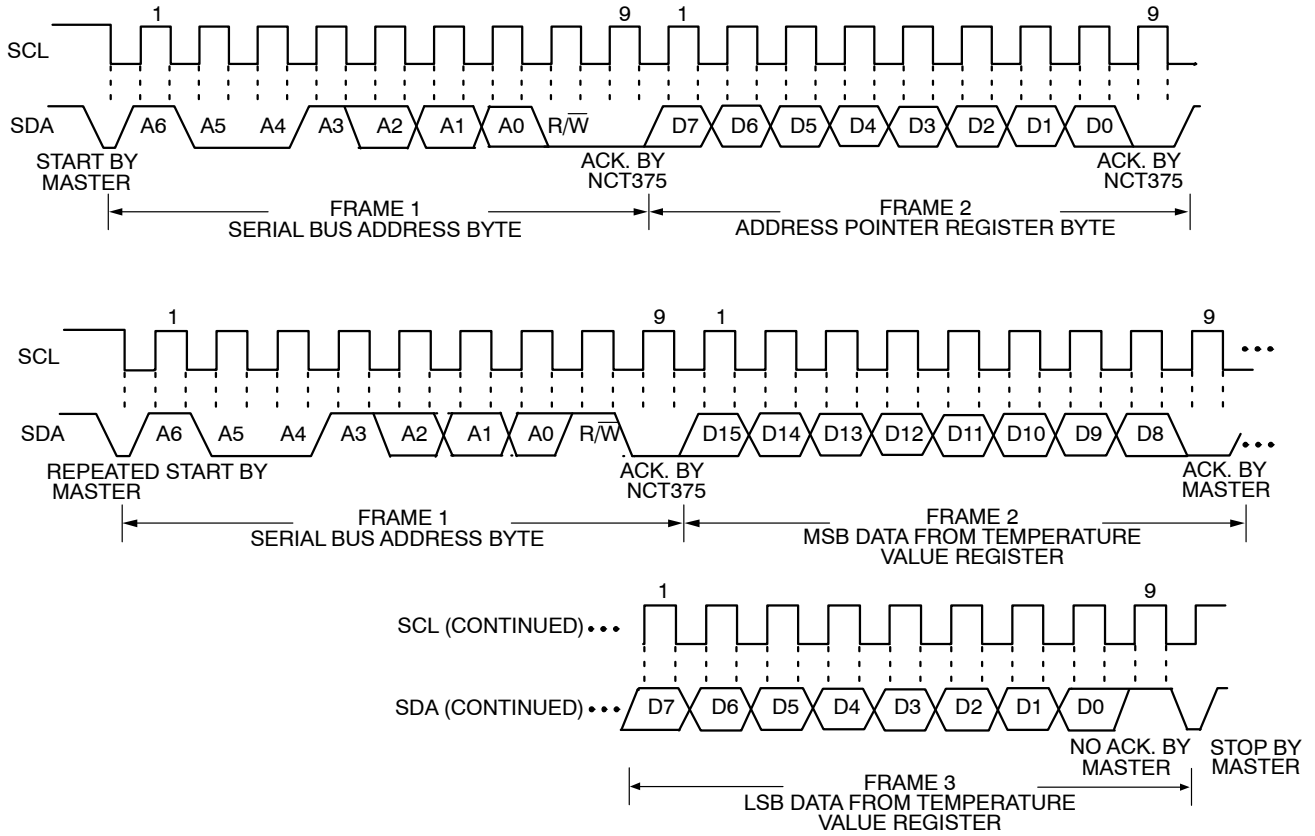 1 9 1 9
SCL
SDA A6 A5 A4 A3 A2 A1 A0 R/W̅ D7 D6 D5 D4 D3 D2 D1 D0
START BY
MASTER
ACK. BY
NCT375
ACK. BY
NCT375
FRAME 1
SERIAL BUS ADDRESS BYTE
FRAME 2
ADDRESS POINTER REGISTER BYTE
1 9 1 9
SCL
SDA A6 A5 A4 A3 A2 A1 A0 R/W̅ D15 D14 D13 D12 D11 D10 D9 D8
REPEATED START BY
MASTER
ACK. BY
NCT375
ACK. BY
MASTER
FRAME 1
SERIAL BUS ADDRESS BYTE
FRAME 2
MSB DATA FROM TEMPERATURE
VALUE REGISTER
1 9
SCL (CONTINUED)
SDA (CONTINUED) D7 D6 D5 D4 D3 D2 D1 D0
NO ACK. BY
MASTER
STOP BY
MASTER
FRAME 3
LSB DATA FROM TEMPERATURE
VALUE REGISTER